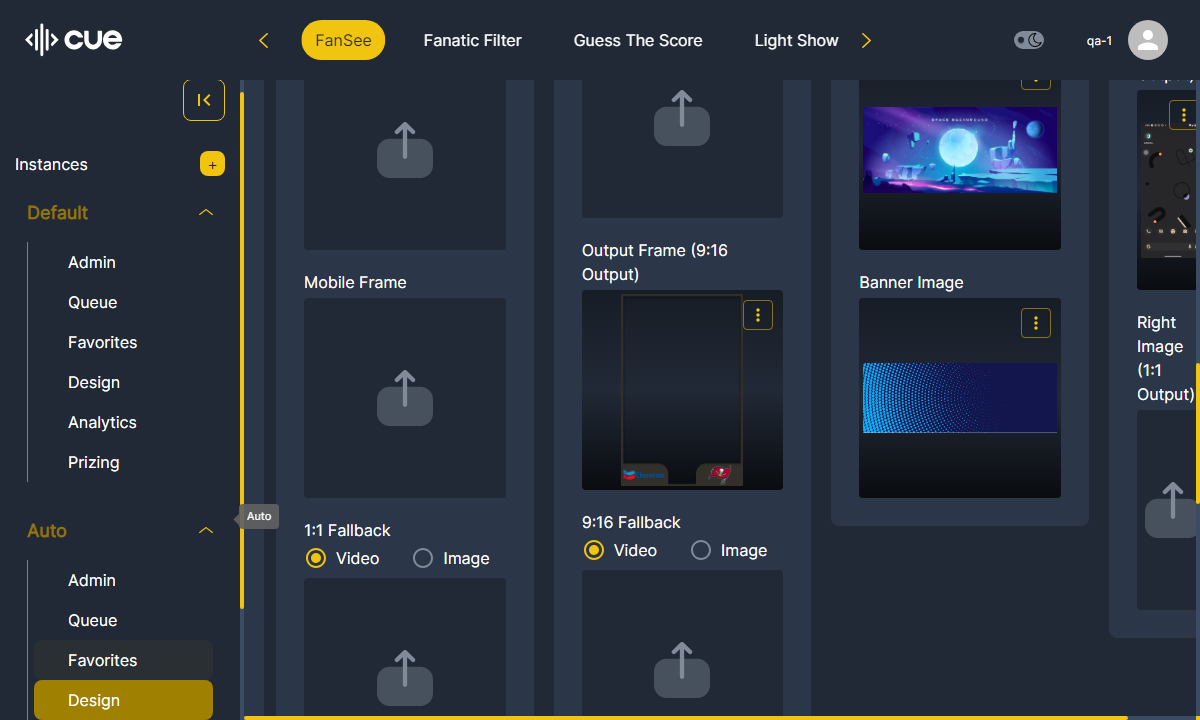 CUE
FanSee
Fanatic Filter
Guess The Score
Light Show
qa-1
Instances
+
Default
Admin
Queue
Favorites
Design
Analytics
Prizing
Auto
Auto
Admin
Queue
Favorites
Design
Mobile Frame
1:1 Fallback
Video
Image
Output Frame (9:16
Output)
9:16 Fallback
Video
Image
SPACE BACKGROUND
Banner Image
Right
Image
(1:1
Output)